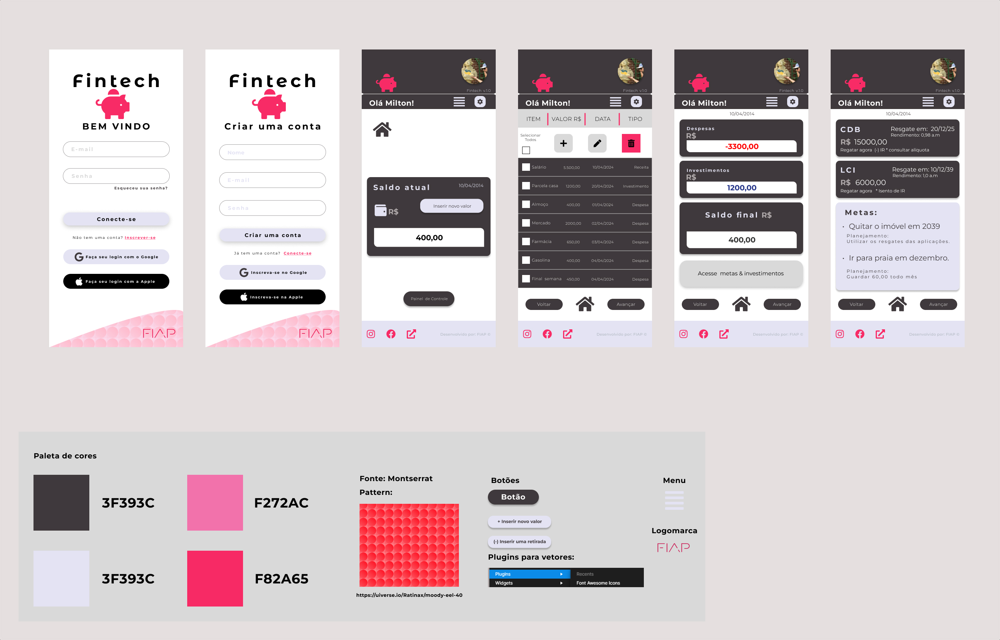 Fintech
BEM VINDO
E-mail
Senha
Esqueceu sua senha?
Conecte-se
Não tem uma conta? Inscrever-se
Faça seu login com o Google
Faça seu login com a Apple
FIAP
Fintech
Criar uma conta
Nome
E-mail
Senha
Criar uma conta
Já tem uma conta? Conecte-se
Inscreva-se no Google
Inscreva-se na Apple
FIAP
Fintech v.1.0
Olá Milton!
Saldo atual
10/04/2014
R$
Inserir novo valor
400,00
Painel de Controle
Desenvolvido por: FIAP ©
Fintech v.1.0
Olá Milton!
ITEM VALOR R$ DATA TIPO
Selecionar
Todos
Salário 5.500,00 10/04/2024 Receita
Parcela casa 1200,00 20/04/2024 Investimento
Almoço 400,00 01/04/2024 Despesa
Mercado 2000,00 02/04/2024 Despesa
Farmácia 650,00 03/04/2024 Despesa
Gasolina 400,00 04/04/2024 Despesa
Final semana 450,00 04/04/2024 Despesa
Voltar
Avançar
Desenvolvido por: FIAP ©
Fintech v.1.0
Olá Milton!
10/04/2014
Despesas
R$
-3300,00
Investimentos
R$
1200,00
Saldo final R$
400,00
Acesse metas & investimentos
Voltar
Avançar
Desenvolvido por: FIAP ©
Fintech v.1.0
Olá Milton!
10/04/2014
CDB
Resgate em: 20/12/25
Rendimento: 0,98 a.m
R$ 15000,00
Regatar agora (-) IR * consultar alíquota
LCI
Resgate em: 10/12/39
Rendimento: 1,0 a.m
R$ 6000,00
Regatar agora * Isento de IR
Metas:
• Quitar o imóvel em 2039
Planejamento:
Utilizar os resgates das aplicações.
• Ir para praia em dezembro.
Planejamento:
Guardar 60,00 todo mês
Voltar
Avançar
Desenvolvido por: FIAP ©
Paleta de cores
3F393C
F272AC
3F393C
F82A65
Fonte: Montserrat
Pattern:
https://uiverse.io/Ratinax/moody-eel-40
Botões
Botão
+ Inserir novo valor
(-) Inserir uma retirada
Plugins para vetores:
Plugins
Recents
Widgets
Font Awesome Icons
Menu
Logomarca
FIAP